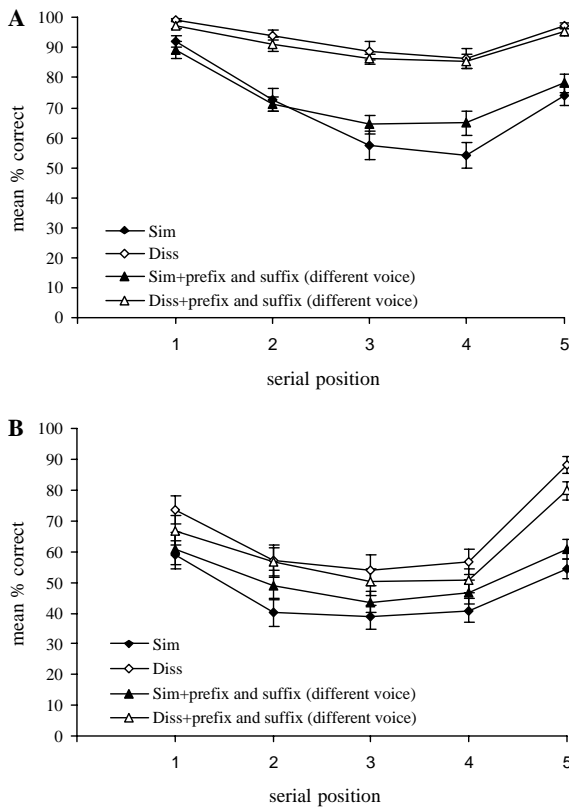 A
100
90
80
70
60
50
40
30
20
10
0
mean % correct
Sim
Diss
Sim+prefix and suffix (different voice)
Diss+prefix and suffix (different voice)
1 2 3 4 5
serial position
B
100
90
80
70
60
50
40
30
20
10
0
mean % correct
Sim
Diss
Sim+prefix and suffix (different voice)
Diss+prefix and suffix (different voice)
1 2 3 4 5
serial position